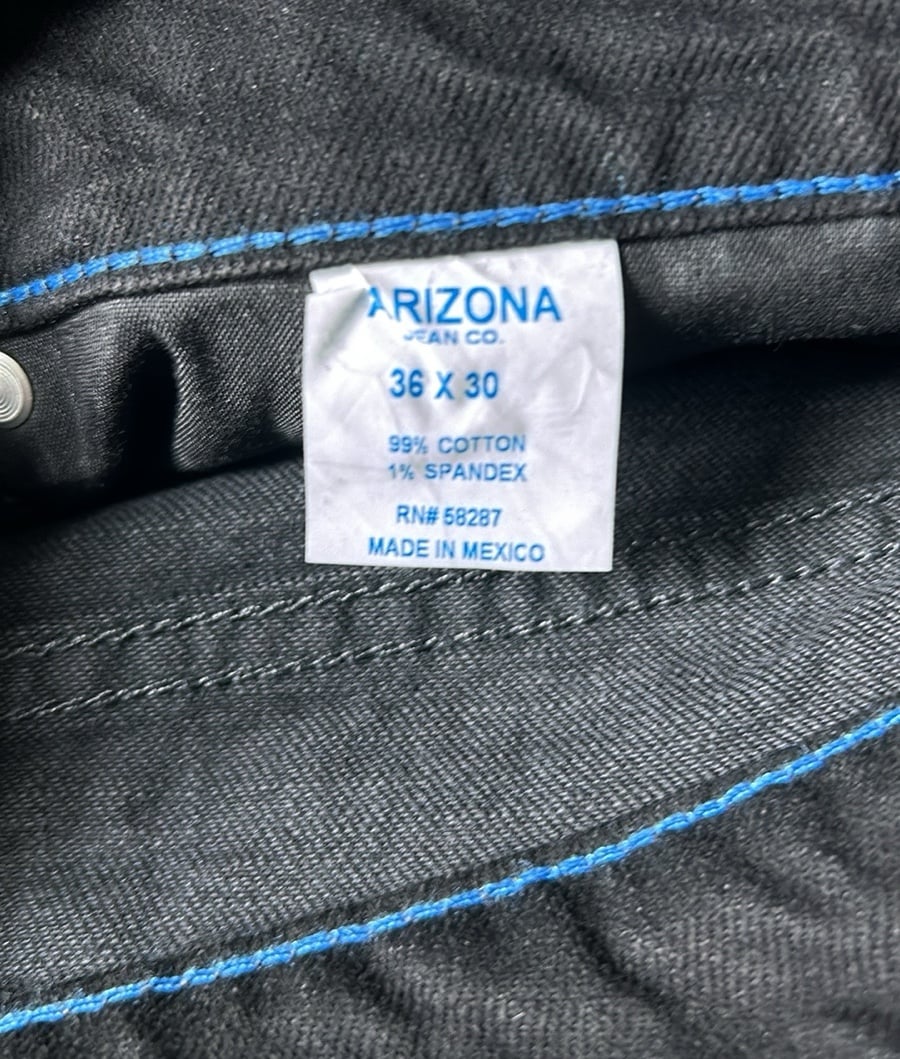 ARIZONA
JEAN CO.
36 X 30
99% COTTON
1% SPANDEX
RN# 58287
MADE IN MEXICO